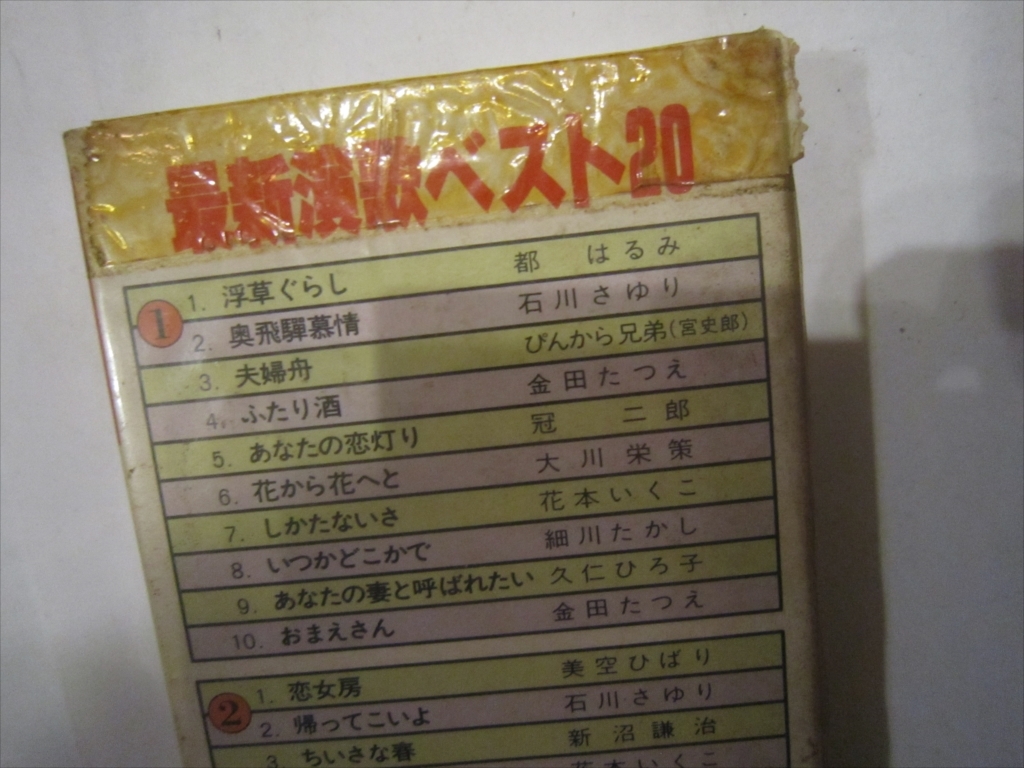 最新演歌ベスト20
1
1. 浮草ぐらし 都 はるみ
2. 奥飛騨慕情 石川さゆり
3. 夫婦舟 ぴんから兄弟(宮史郎)
4. ふたり酒 金田たつえ
5. あなたの恋灯り 冠 二郎
6. 花から花へと 大川栄策
7. しかたないさ 花本いくこ
8. いつかどこかで 細川たかし
9. あなたの妻と呼ばれたい 久仁ひろ子
10. おまえさん 金田たつえ
2
1. 恋女房 美空ひばり
2. 帰ってこいよ 石川さゆり
3. ちいさな春 新沼謙治
花本いくこ